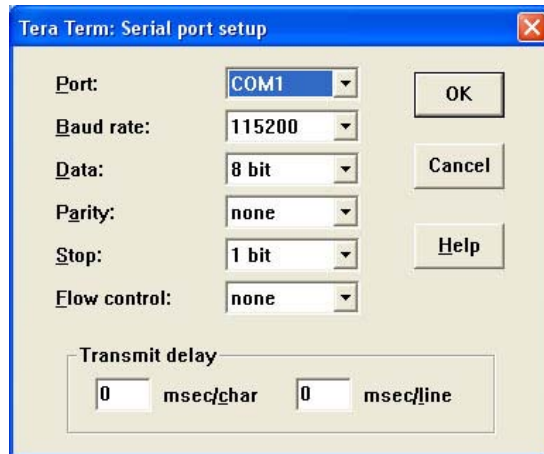 Tera Term: Serial port setup
Port: COM1
OK
Baud rate: 115200
Data: 8 bit
Cancel
Parity: none
Stop: 1 bit
Help
Flow control: none
Transmit delay
0 msec/char 0 msec/line